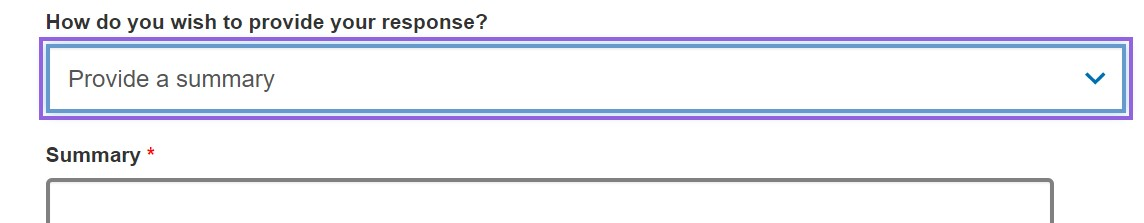 How do you wish to provide your response?
Provide a summary
Summary *